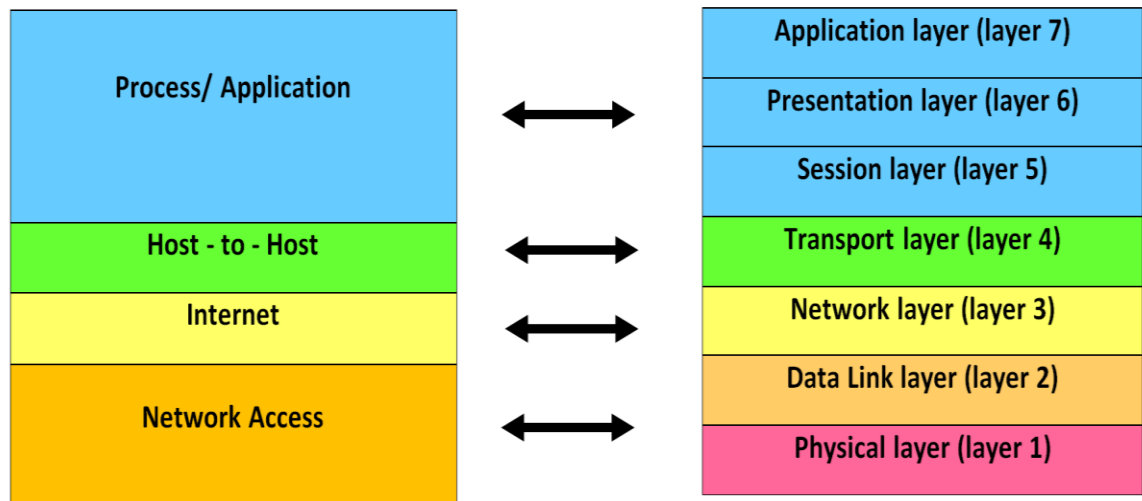 Process/ Application
Host - to - Host
Internet
Network Access
Application layer (layer 7)
Presentation layer (layer 6)
Session layer (layer 5)
Transport layer (layer 4)
Network layer (layer 3)
Data Link layer (layer 2)
Physical layer (layer 1)